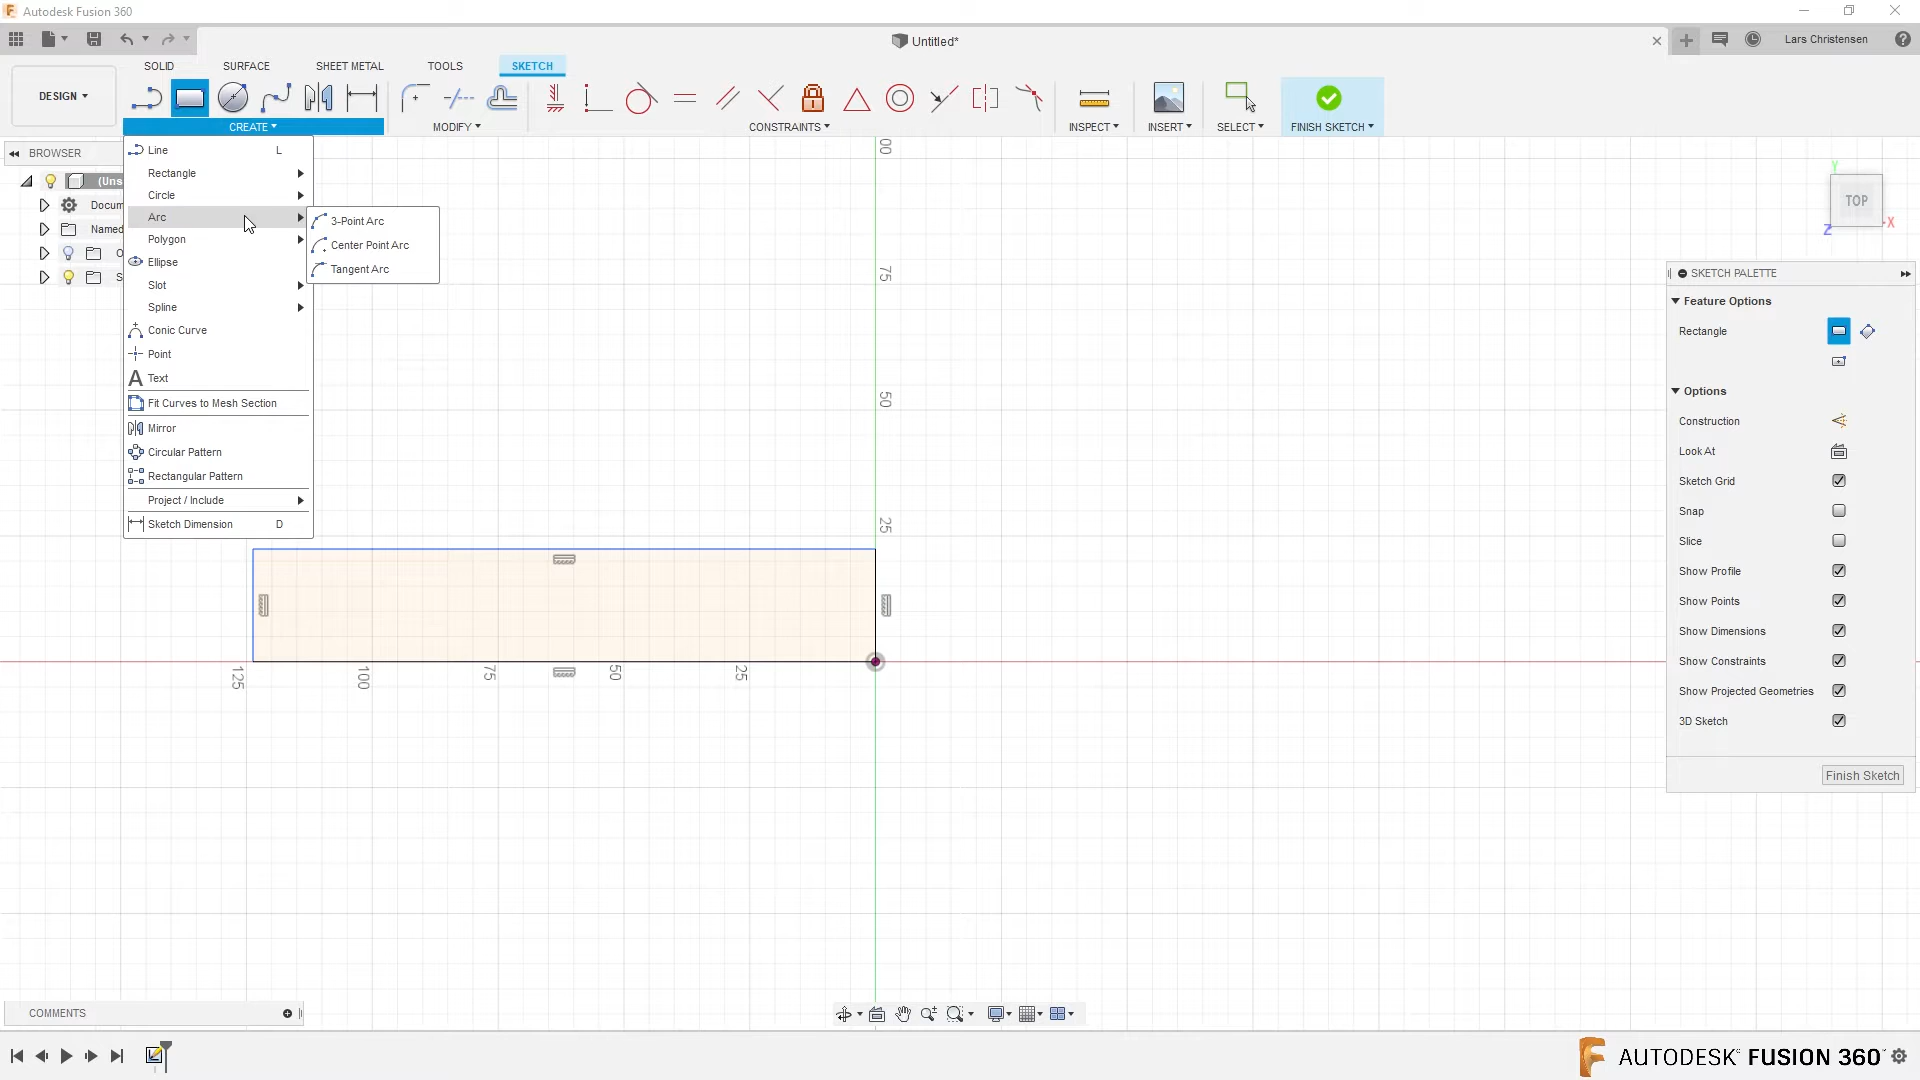 Autodesk Fusion 360
Untitled*
Lars Christensen
SOLID SURFACE SHEET METAL TOOLS SKETCH
DESIGN
CREATE MODIFY CONSTRAINTS INSPECT INSERT SELECT FINISH SKETCH
BROWSER
(Uns
Docum
Named
O
S
Line L
Rectangle
Circle
Arc
Polygon
Ellipse
Slot
Spline
Conic Curve
Point
Text
Fit Curves to Mesh Section
Mirror
Circular Pattern
Rectangular Pattern
Project / Include
Sketch Dimension D
3-Point Arc
Center Point Arc
Tangent Arc
00
75
50
25
125 100 75 50 25
Y
TOP
X
Z
SKETCH PALETTE
Feature Options
Rectangle
Options
Construction
Look At
Sketch Grid
Snap
Slice
Show Profile
Show Points
Show Dimensions
Show Constraints
Show Projected Geometries
3D Sketch
Finish Sketch
COMMENTS
AUTODESK FUSION 360